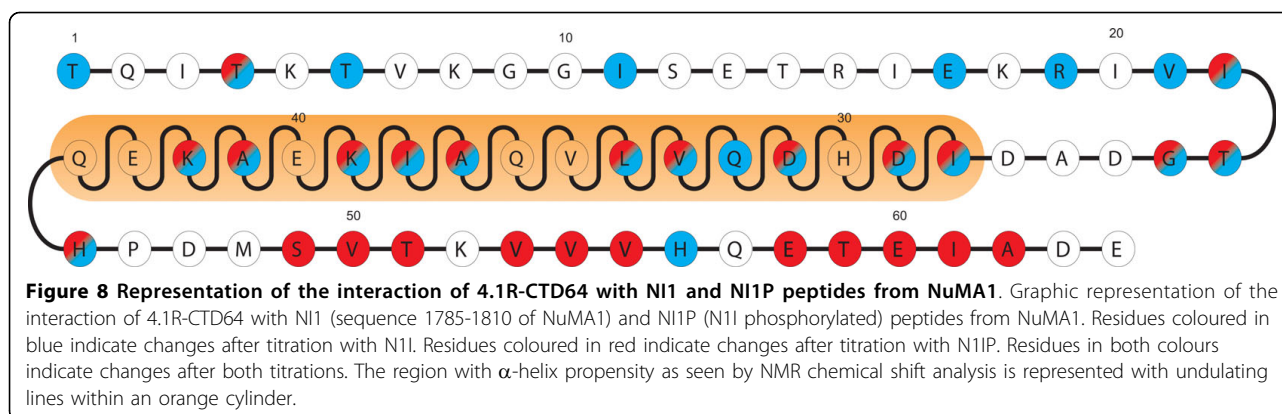 1 10 20
T Q I T K T V K G G I S E T R I E K R I V I
40 30
Q E K A E K I A Q V L V Q D H D I D A D G T
50 60
H P D M S V T K V V V H Q E T E I A D E
Figure 8 Representation of the interaction of 4.1R-CTD64 with NI1 and NI1P peptides from NuMA1. Graphic representation of the
interaction of 4.1R-CTD64 with NI1 (sequence 1785-1810 of NuMA1) and NI1P (N1I phosphorylated) peptides from NuMA1. Residues coloured in
blue indicate changes after titration with N1I. Residues coloured in red indicate changes after titration with N1IP. Residues in both colours
indicate changes after both titrations. The region with α-helix propensity as seen by NMR chemical shift analysis is represented with undulating
lines within an orange cylinder.